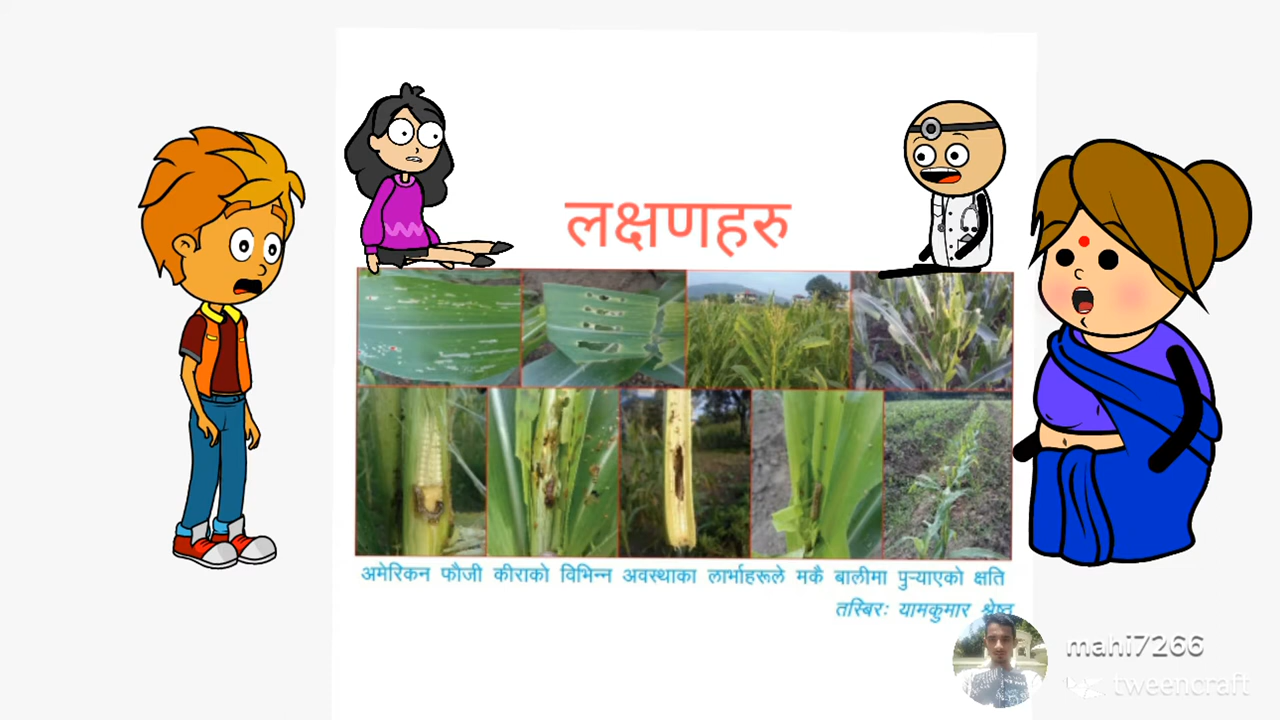 लक्षणहरु
अमेरिकन फौजी कीराको विभिन्न अवस्थाका लार्भाहरूले मकै बालीमा पुऱ्याएको क्षति
तस्बिरः यामकुमार श्रेष्ठ
mahi7266
tweencraft